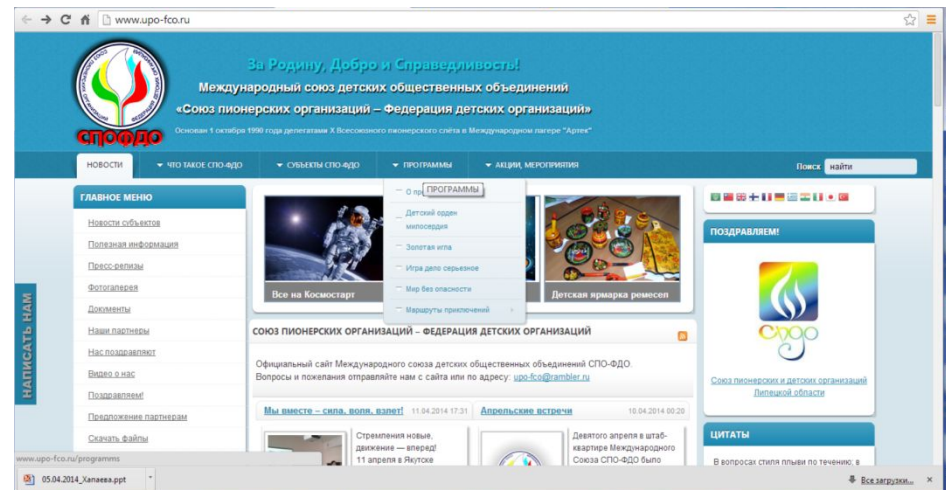 www.upo-fco.ru
За Родину, Добро и Справедливость!
Международный союз детских общественных объединений
«Союз пионерских организаций – Федерация детских организаций»
Основан 1 октября 1990 года делегатами X Всесоюзного пионерского слёта в Международном лагере "Артек"
СПОФДО
НОВОСТИ
ЧТО ТАКОЕ СПО-ФДО
СУБЪЕКТЫ СПО-ФДО
ПРОГРАММЫ
АКЦИИ, МЕРОПРИЯТИЯ
Поиск
найти
ГЛАВНОЕ МЕНЮ
Новости субъектов
Полезная информация
Пресс-релизы
Фотогалерея
Документы
Наши партнеры
Нас поздравляют
Видео о нас
Поздравляем!
Предложение партнерам
Скачать файлы
НАПИСАТЬ НАМ
О
ПРОГРАММЫ
Детский орден
милосердия
Золотая игла
Игра дело серьезное
Мир без опасности
Маршруты приключений
Все на Космостарт
Детская ярмарка ремесел
СОЮЗ ПИОНЕРСКИХ ОРГАНИЗАЦИЙ – ФЕДЕРАЦИЯ ДЕТСКИХ ОРГАНИЗАЦИЙ
Официальный сайт Международного союза детских общественных объединений СПО-ФДО.
Вопросы и пожелания отправляйте нам с сайта или по адресу: upo-fco@rambler.ru
Мы вместе – сила, воля, взлет! 11.04.2014 17:31
Стремления новые,
движение — вперед!
11 апреля в Якутске
Апрельские встречи 10.04.2014 00:20
Девятого апреля в штаб-
квартире Международного
Союза СПО-ФДО было
ПОЗДРАВЛЯЕМ!
Союз пионерских и детских организаций
Липецкой области
ЦИТАТЫ
В вопросах стиля плыви по течению; в
www.upo-fco.ru/programms
05.04.2014_Ханаева.ppt
Все загрузки...